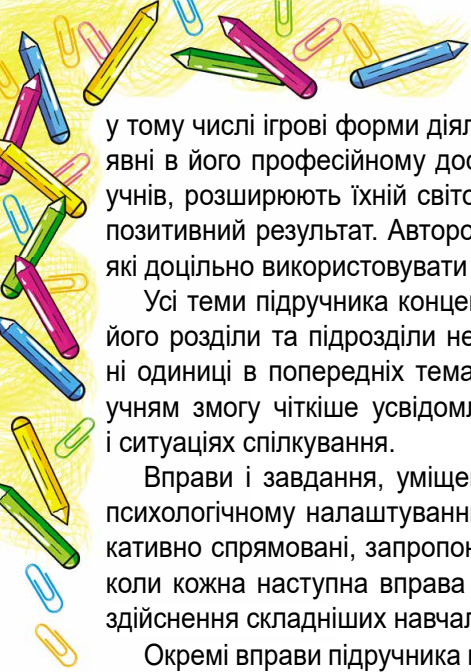 у тому числі ігрові форми діял
явні в його професійному дос
учнів, розширюють їхній світо
позитивний результат. Авторо
які доцільно використовувати
Усі теми підручника конце
його розділи та підрозділи не
ні одиниці в попередніх тема
учням змогу чіткіше усвідомл
і ситуаціях спілкування.
Вправи і завдання, уміще
психологічному налаштуванн
кативно спрямовані, запропон
коли кожна наступна вправа
здійснення складніших навчал
Окремі вправи підручника